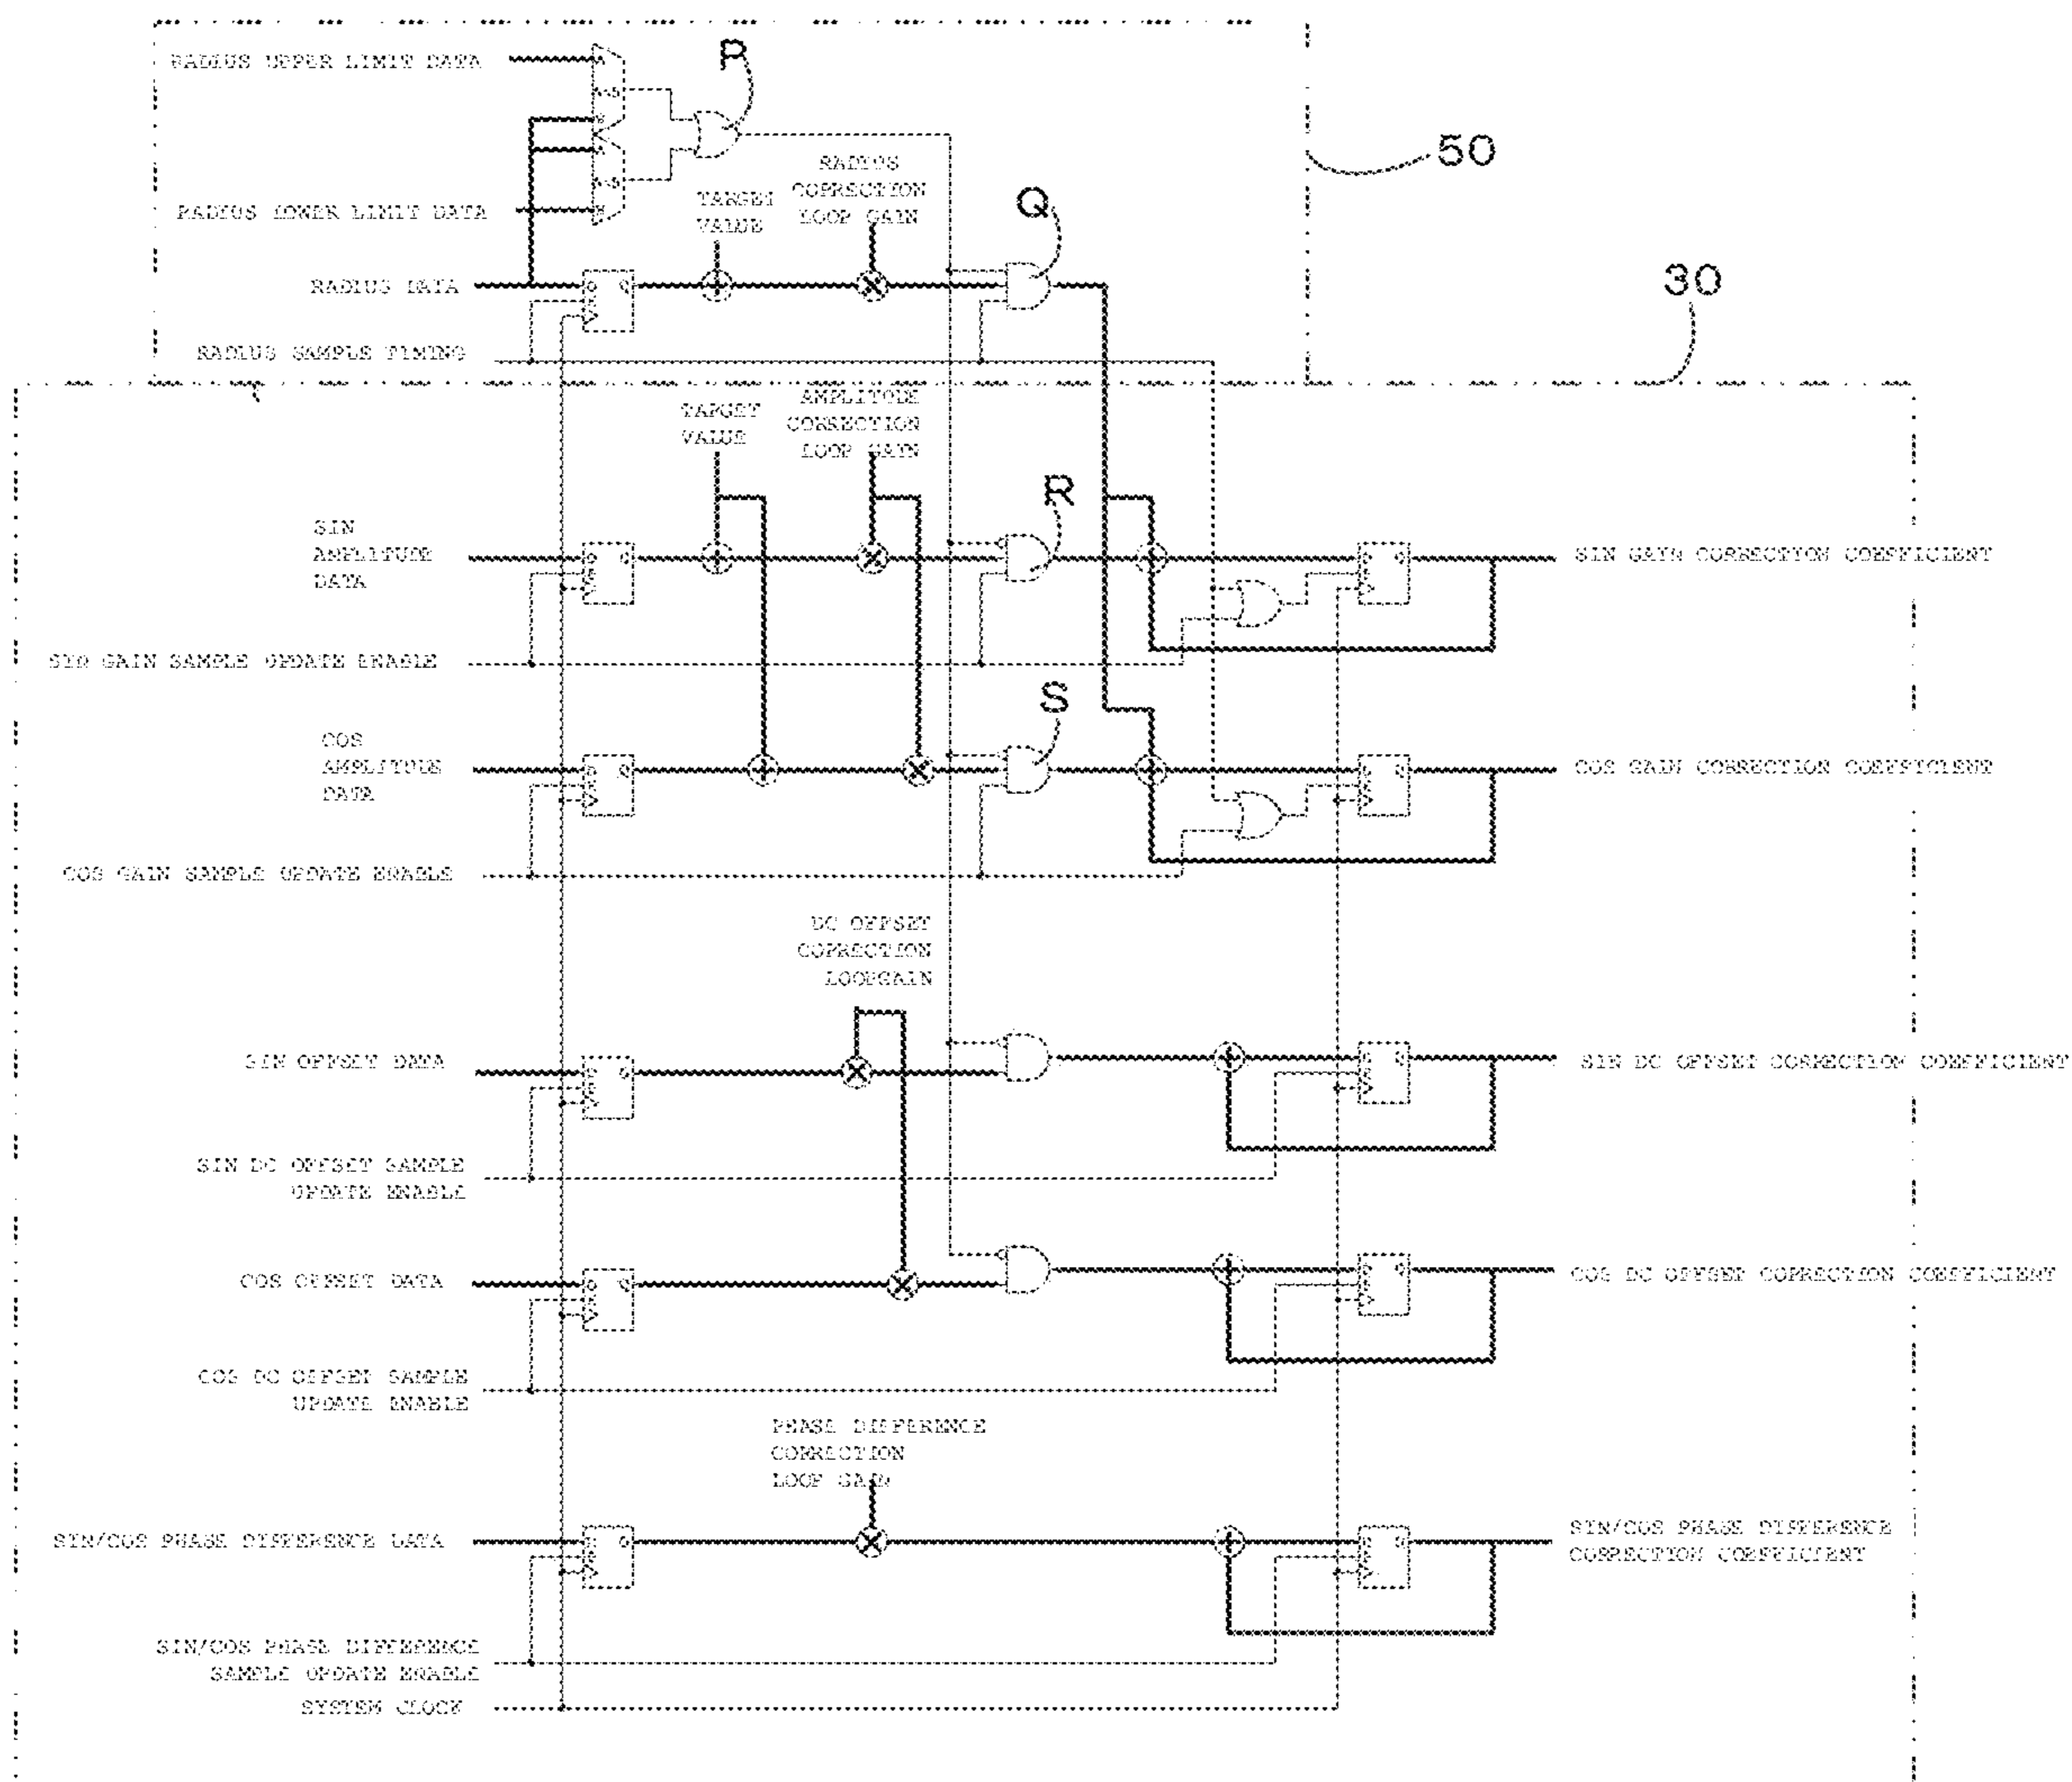 RADIUS UPPER LIMIT DATA
P
50
RADIUS
CORRECTION
LOOP GAIN
TARGET
VALUE
RADIUS LOWER LIMIT DATA
Q
30
RADIUS DATA
RADIUS SAMPLE TIMING
TARGET
VALUE
AMPLITUDE
CORRECTION
LOOP GAIN
R
SIN
AMPLITUDE
DATA
SIN GAIN CORRECTION COEFFICIENT
SIN GAIN SAMPLE UPDATE ENABLE
S
COS
AMPLITUDE
DATA
COS GAIN CORRECTION COEFFICIENT
COS GAIN SAMPLE UPDATE ENABLE
DC OFFSET
CORRECTION
LOOPGAIN
SIN OFFSET DATA
SIN DC OFFSET CORRECTION COEFFICIENT
SIN DC OFFSET SAMPLE
UPDATE ENABLE
COS OFFSET DATA
COS DC OFFSET CORRECTION COEFFICIENT
COS DC OFFSET SAMPLE
UPDATE ENABLE
PHASE DIFFERENCE
CORRECTION
LOOP GAIN
SIN/COS PHASE DIFFERENCE DATA
SIN/COS PHASE DIFFERENCE
CORRECTION COEFFICIENT
SIN/COS PHASE DIFFERENCE
SAMPLE UPDATE ENABLE
SYSTEM CLOCK